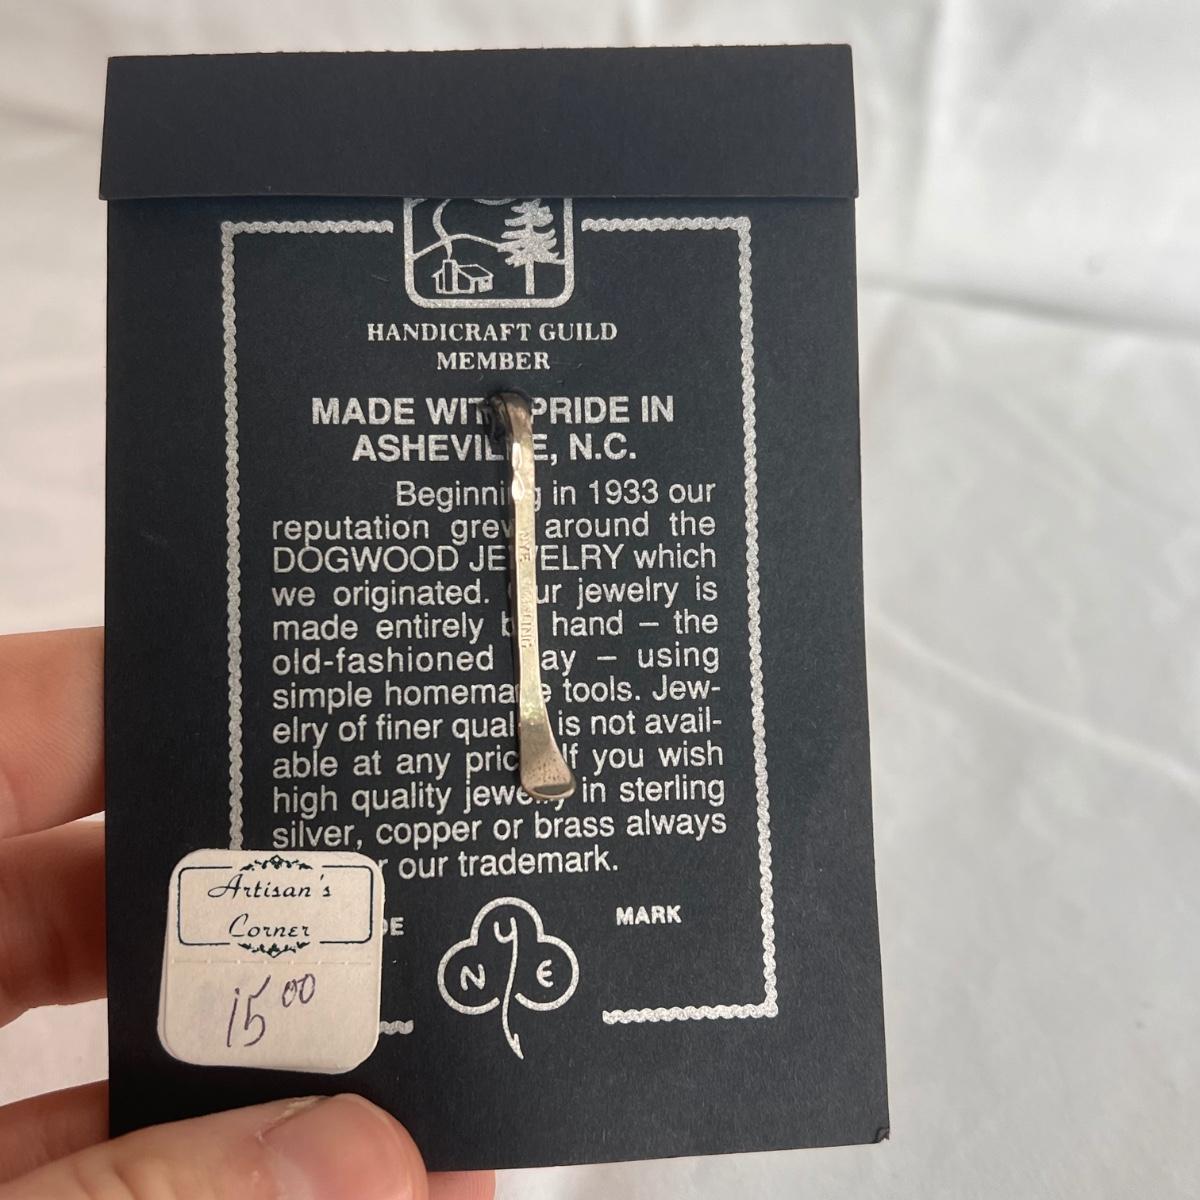 HANDICRAFT GUILD
MEMBER
MADE WITH PRIDE IN
ASHEVILLE, N.C.
Beginning in 1933 our
reputation grew around the
DOGWOOD JEWELRY which
we originated. Our jewelry is
made entirely by hand – the
old-fashioned way – using
simple homemade tools. Jew-
elry of finer quality is not avail-
able at any price. If you wish
high quality jewelry in sterling
silver, copper or brass always
our trademark.
MARK
N Y E
NYE STERLING
Artisan's
Corner
15 00